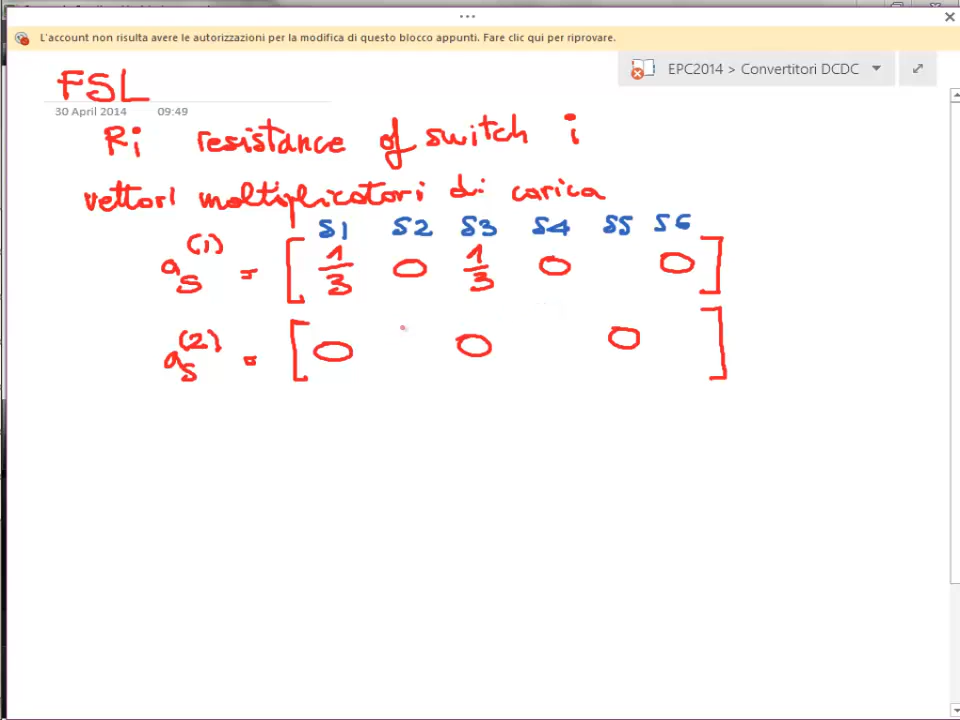 L'account non risulta avere le autorizzazioni per la modifica di questo blocco appunti. Fare clic qui per riprovare.
EPC2014 > Convertitori DCDC
FSL
30 April 2014 09:49
Ri resistance of switch i
vettori moltiplicatori di carica
S1 S2 S3 S4 S5 S6
a_S^(1) = [ 1/3 0 1/3 0 0 ]
a_S^(2) = [ 0 0 0 ]